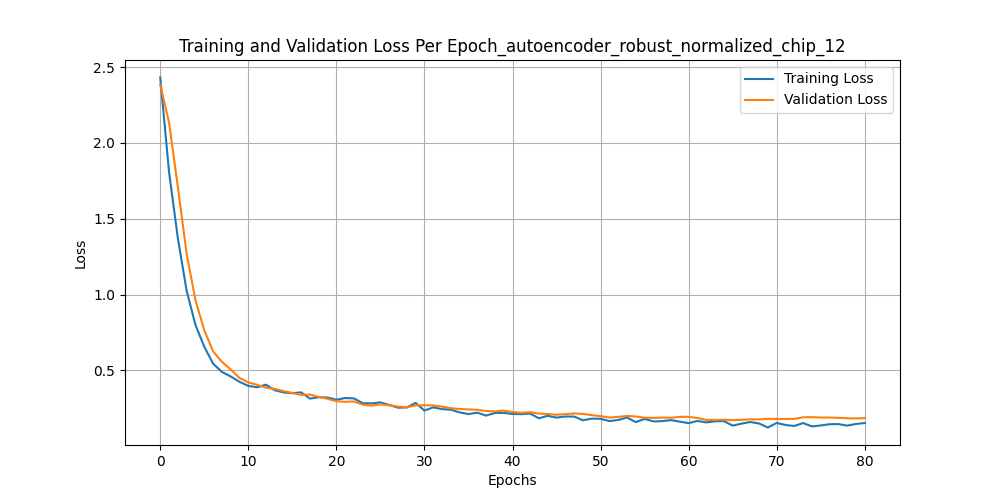 Training and Validation Loss Per Epoch_autoencoder_robust_normalized_chip_12
2.5
2.0
1.5
1.0
0.5
Loss
Training Loss
Validation Loss
0 10 20 30 40 50 60 70 80
Epochs